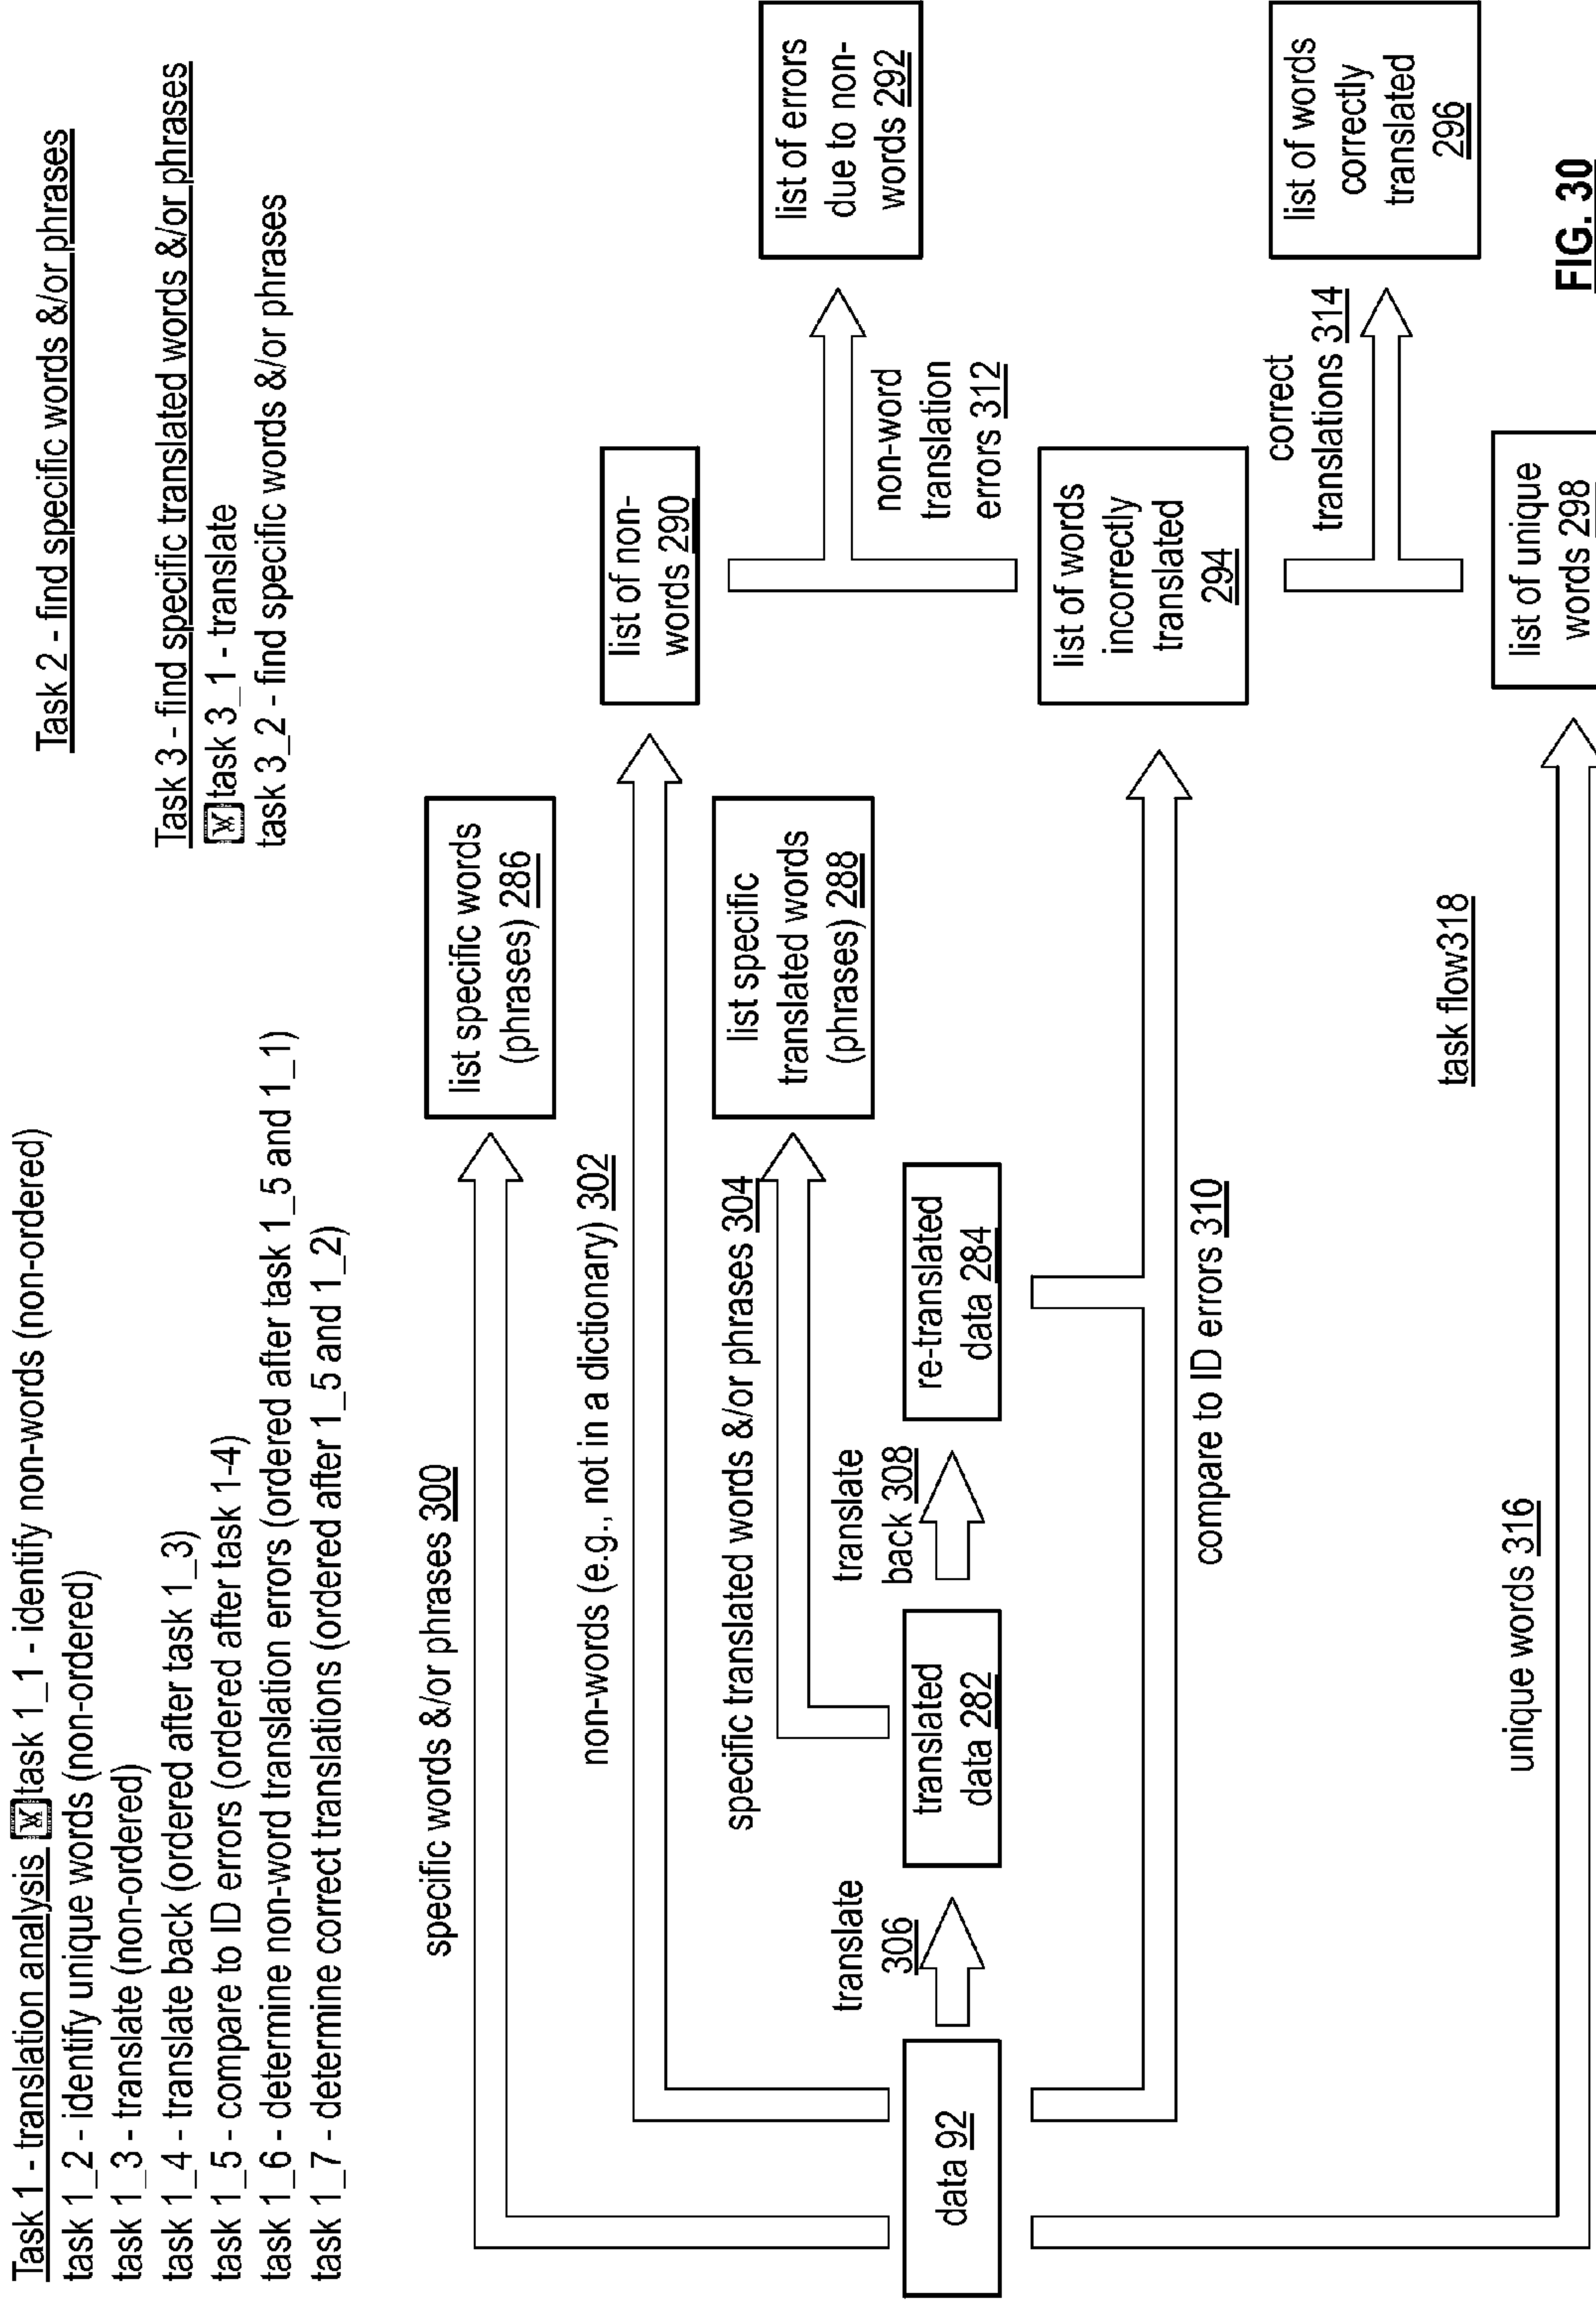 Task 1 - translation analysis task 1_1 - identify non-words (non-ordered)
task 1_2 - identify unique words (non-ordered)
task 1_3 - translate (non-ordered)
task 1_4 - translate back (ordered after task 1_3)
task 1_5 - compare to ID errors (ordered after task 1-4)
task 1_6 - determine non-word translation errors (ordered after task 1_5 and 1_1)
task 1_7 - determine correct translations (ordered after 1_5 and 1_2)
Task 2 - find specific words &/or phrases
Task 3 - find specific translated words &/or phrases
task 3_1 - translate
task 3_2 - find specific words &/or phrases
specific words &/or phrases 300
list specific words
(phrases) 286
non-words (e.g., not in a dictionary) 302
list of non-
words 290
specific translated words &/or phrases 304
list specific
translated words
(phrases) 288
list of errors
due to non-
words 292
non-word
translation
errors 312
data 92
translate
306
translated
data 282
translate
back 308
re-translated
data 284
compare to ID errors 310
list of words
incorrectly
translated
294
correct
translations 314
list of words
correctly
translated
296
task flow318
unique words 316
list of unique
words 298
FIG. 30